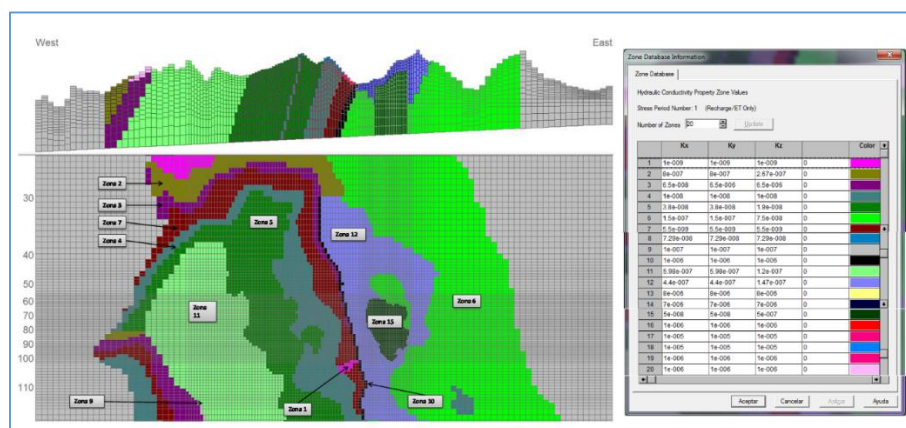 West East
Zona 2
Zona 3
Zona 7
Zona 4
Zona 5
Zona 12
Zona 6
Zona
11
Zona 15
Zona 9
Zona 1
Zona 10
30
40
50
60
70
80
90
100
110
Zone Database Information
Zone Database
Hydraulic Conductivity Property Zone Values
Stress Period Number: 1 (Recharge/ET Only)
Number of Zones 20 Update
Kx Ky Kz Color
1 1e-009 1e-009 1e-009 0
2 8e-007 8e-007 2.67e-007 0
3 6.5e-008 6.5e-006 6.5e-006 0
4 1e-008 1e-008 1e-008 0
5 3.8e-008 3.8e-008 1.9e-008 0
6 1.5e-007 1.5e-007 7.5e-008 0
7 5.5e-009 5.5e-009 5.5e-009 0
8 7.29e-008 7.29e-008 7.29e-008 0
9 1e-007 1e-007 1e-007 0
10 1e-006 1e-006 1e-006 0
11 5.98e-007 5.98e-007 1.2e-007 0
12 4.4e-007 4.4e-007 1.47e-007 0
13 8e-006 8e-006 8e-006 0
14 7e-006 7e-006 7e-006 0
15 5e-008 5e-008 5e-007 0
16 1e-006 1e-006 1e-006 0
17 1e-005 1e-005 1e-005 0
18 1e-005 1e-005 1e-005 0
19 1e-006 1e-006 1e-006 0
20 1e-006 1e-006 1e-006 0
Aceptar Cancelar Ayuda